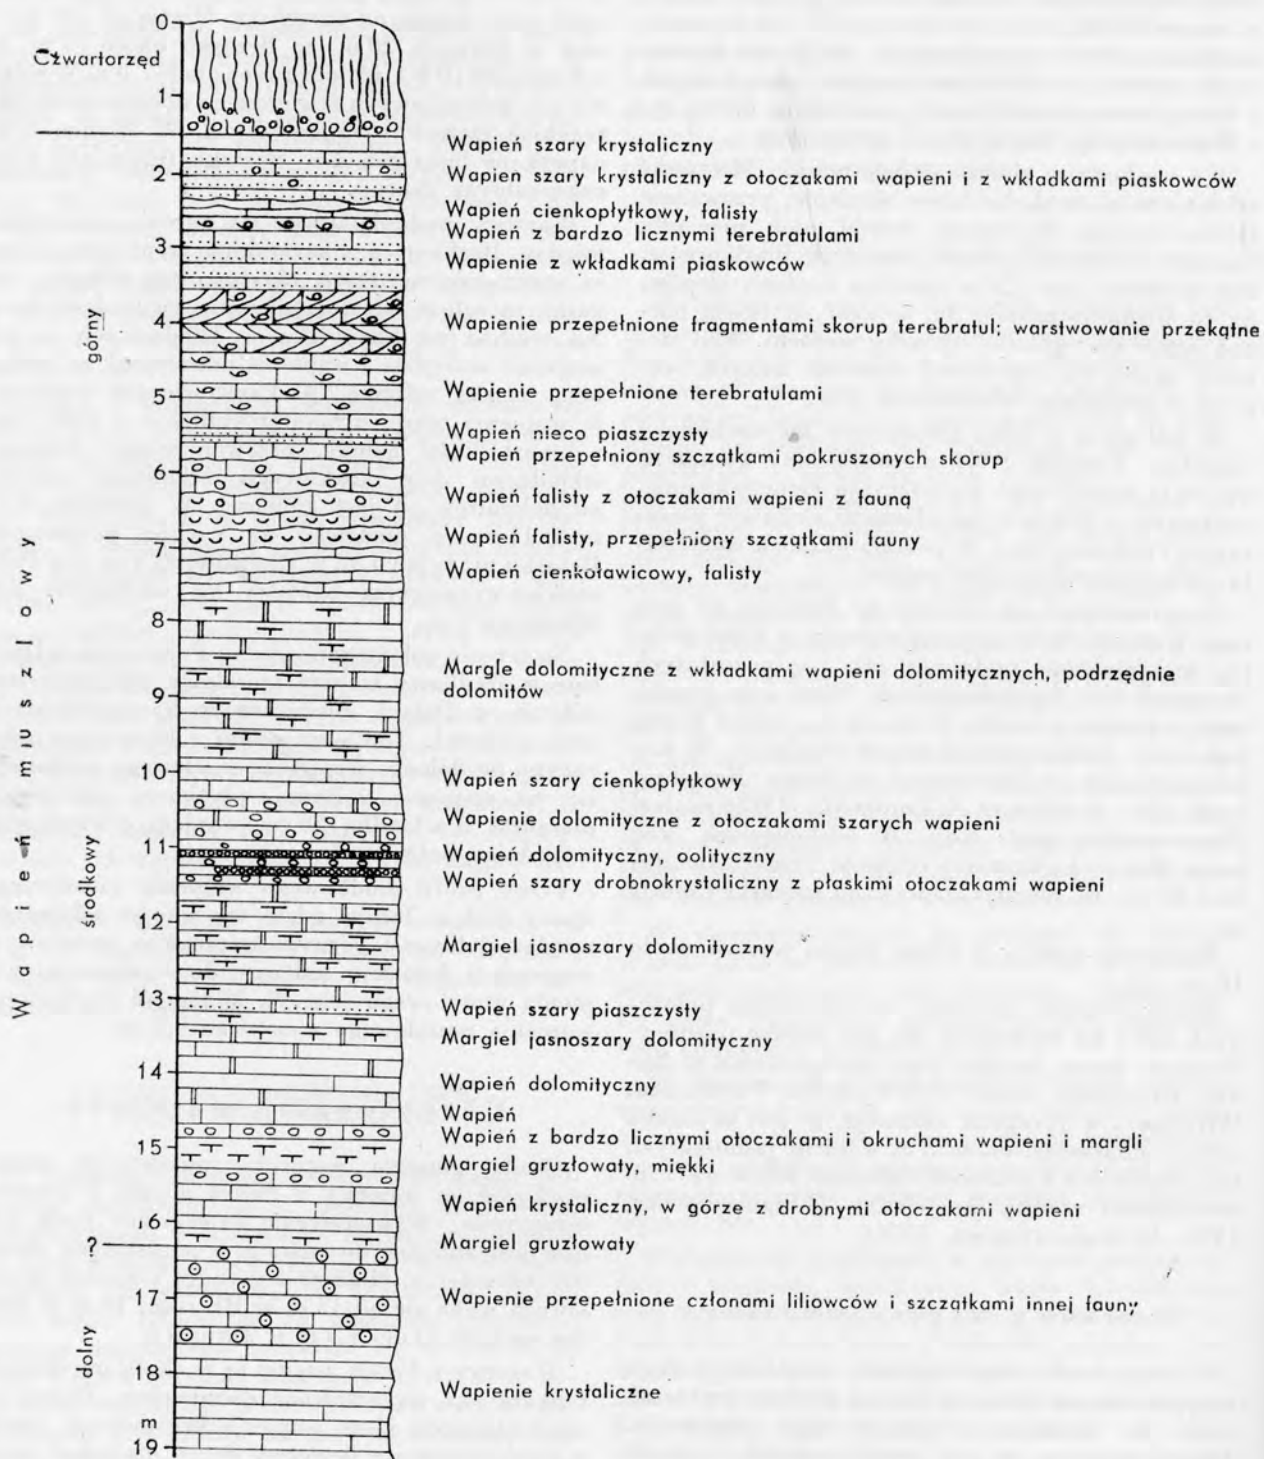 0
Czwartorzęd
1
Wapień szary krystaliczny
2
Wapien szary krystaliczny z otoczakami wapieni i z wkładkami piaskowców
Wapień cienkopłytkowy, falisty
Wapień z bardzo licznymi terebratulami
3
Wapienie z wkładkami piaskowców
górny
4
Wapienie przepełnione fragmentami skorup terebratul; warstwowanie przekątne
5
Wapienie przepełnione terebratulami
Wapień nieco piaszczysty
Wapień przepełniony szczątkami pokruszonych skorup
6
Wapień falisty z otoczakami wapieni z fauną
Wapień falisty, przepełniony szczątkami fauny
7
Wapień cienkoławicowy, falisty
8
Wapień muszlowy
Margle dolomityczne z wkładkami wapieni dolomitycznych, podrzędnie
dolomitów
9
10
Wapień szary cienkopłytkowy
Wapienie dolomityczne z otoczakami szarych wapieni
11
Wapień dolomityczny, oolityczny
Wapień szary drobnokrystaliczny z płaskimi otoczakami wapieni
środkowy
12
Margiel jasnoszary dolomityczny
13
Wapień szary piaszczysty
Margiel jasnoszary dolomityczny
14
Wapień dolomityczny
Wapień
Wapień z bardzo licznymi otoczakami i okruchami wapieni i margli
15
Margiel gruzłowaty, miękki
Wapień krystaliczny, w górze z drobnymi otoczakami wapieni
16
?
Margiel gruzłowaty
17
Wapienie przepełnione członami liliowców i szczątkami innej fauny
dolny
18
Wapienie krystaliczne
m
19